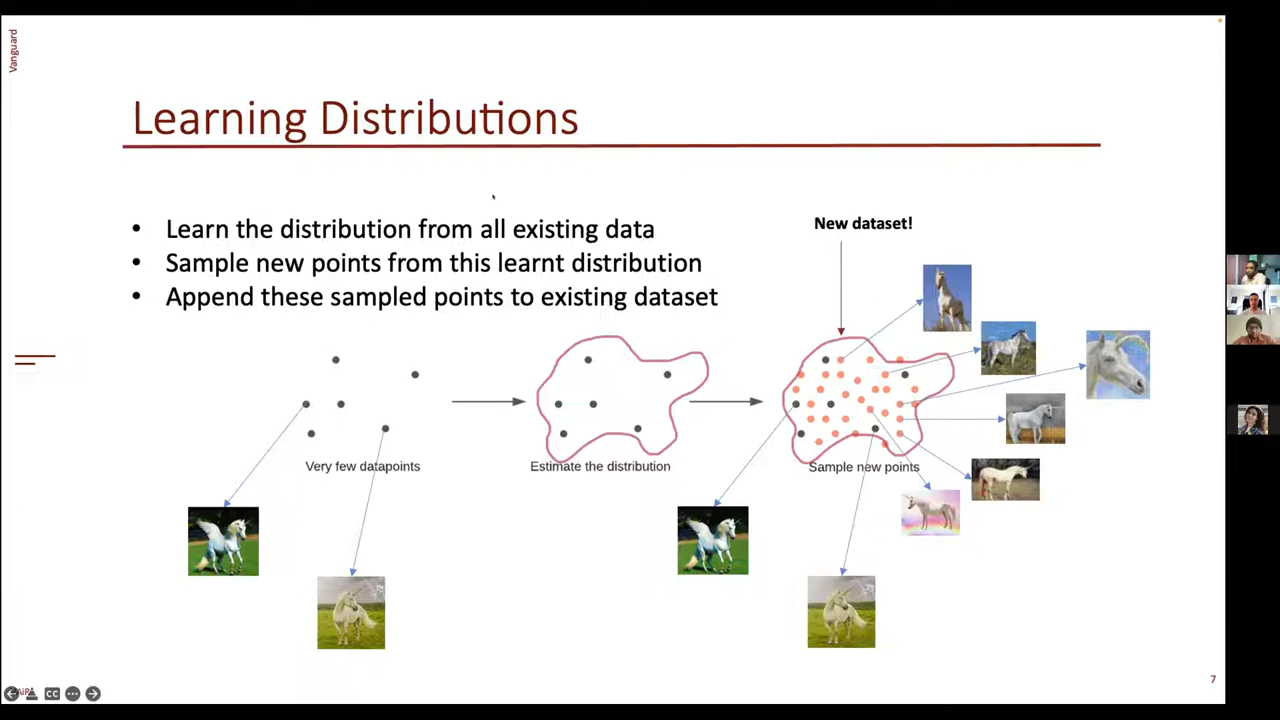 Vanguard
Learning Distributions
• Learn the distribution from all existing data
• Sample new points from this learnt distribution
• Append these sampled points to existing dataset
New dataset!
Very few datapoints
Estimate the distribution
Sample new points
CC
7